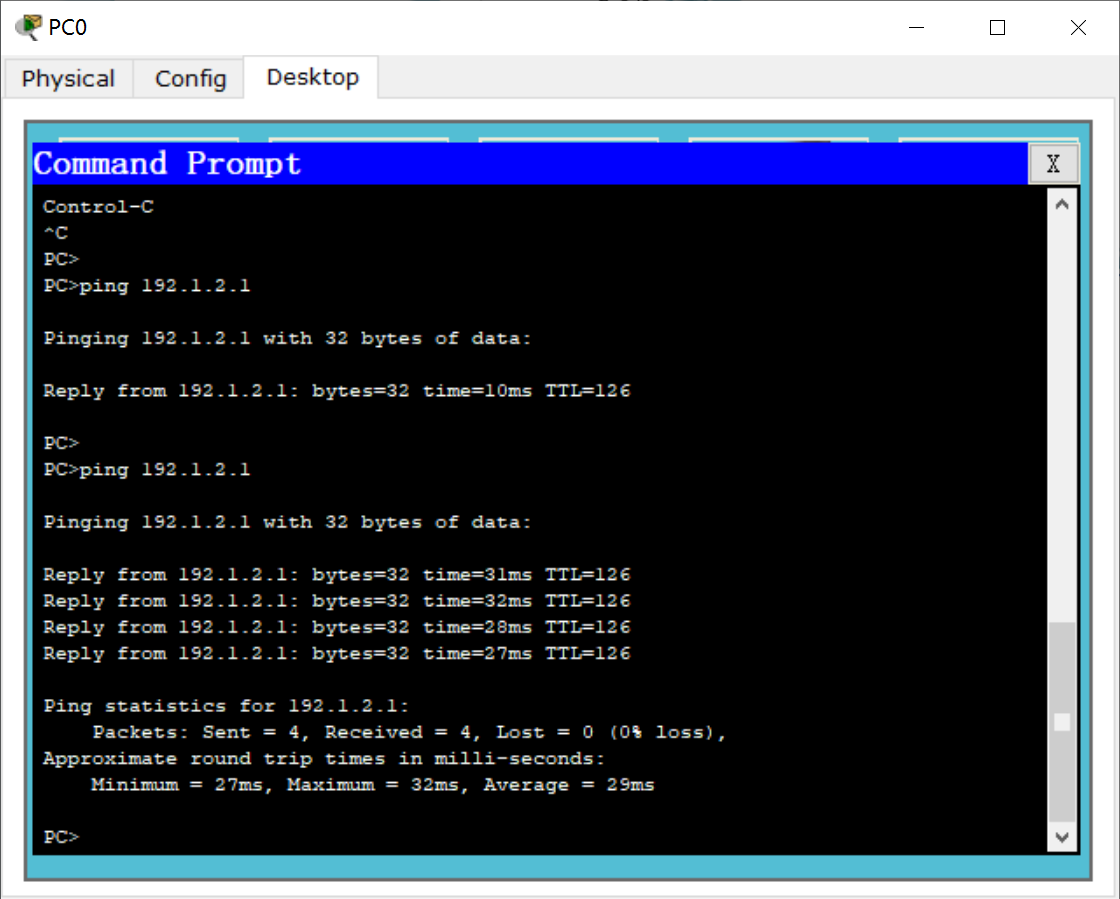 PC0
Physical Config Desktop
Command Prompt X
Control-C
^C
PC>
PC>ping 192.1.2.1
Pinging 192.1.2.1 with 32 bytes of data:
Reply from 192.1.2.1: bytes=32 time=10ms TTL=126
PC>
PC>ping 192.1.2.1
Pinging 192.1.2.1 with 32 bytes of data:
Reply from 192.1.2.1: bytes=32 time=31ms TTL=126
Reply from 192.1.2.1: bytes=32 time=32ms TTL=126
Reply from 192.1.2.1: bytes=32 time=28ms TTL=126
Reply from 192.1.2.1: bytes=32 time=27ms TTL=126
Ping statistics for 192.1.2.1:
Packets: Sent = 4, Received = 4, Lost = 0 (0% loss),
Approximate round trip times in milli-seconds:
Minimum = 27ms, Maximum = 32ms, Average = 29ms
PC>